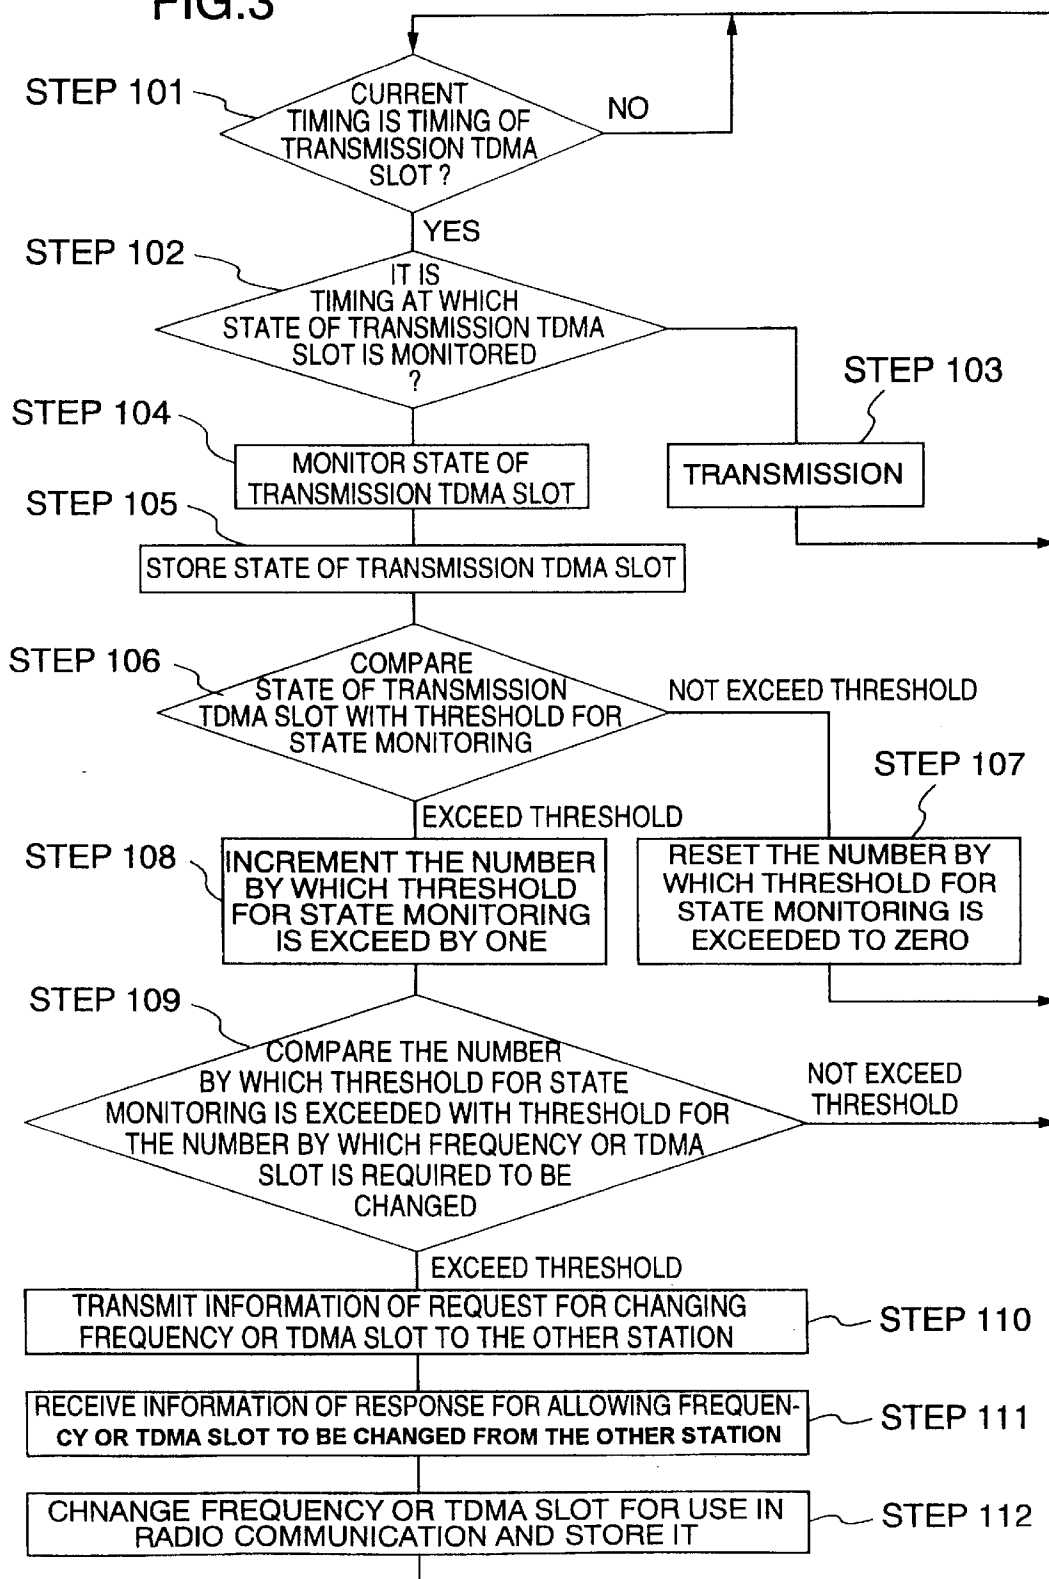 FIG.3
STEP 101
CURRENT
TIMING IS TIMING OF
TRANSMISSION TDMA
SLOT ?
NO
YES
STEP 102
IT IS
TIMING AT WHICH
STATE OF TRANSMISSION TDMA
SLOT IS MONITORED
?
STEP 103
TRANSMISSION
STEP 104
MONITOR STATE OF
TRANSMISSION TDMA SLOT
STEP 105
STORE STATE OF TRANSMISSION TDMA SLOT
STEP 106
COMPARE
STATE OF TRANSMISSION
TDMA SLOT WITH THRESHOLD FOR
STATE MONITORING
NOT EXCEED THRESHOLD
STEP 107
RESET THE NUMBER BY
WHICH THRESHOLD FOR
STATE MONITORING IS
EXCEEDED TO ZERO
EXCEED THRESHOLD
STEP 108
INCREMENT THE NUMBER
BY WHICH THRESHOLD
FOR STATE MONITORING
IS EXCEED BY ONE
STEP 109
COMPARE THE NUMBER
BY WHICH THRESHOLD FOR STATE
MONITORING IS EXCEEDED WITH THRESHOLD FOR
THE NUMBER BY WHICH FREQUENCY OR TDMA
SLOT IS REQUIRED TO BE
CHANGED
NOT EXCEED
THRESHOLD
EXCEED THRESHOLD
TRANSMIT INFORMATION OF REQUEST FOR CHANGING
FREQUENCY OR TDMA SLOT TO THE OTHER STATION
STEP 110
RECEIVE INFORMATION OF RESPONSE FOR ALLOWING FREQUEN-
CY OR TDMA SLOT TO BE CHANGED FROM THE OTHER STATION
STEP 111
CHNANGE FREQUENCY OR TDMA SLOT FOR USE IN
RADIO COMMUNICATION AND STORE IT
STEP 112